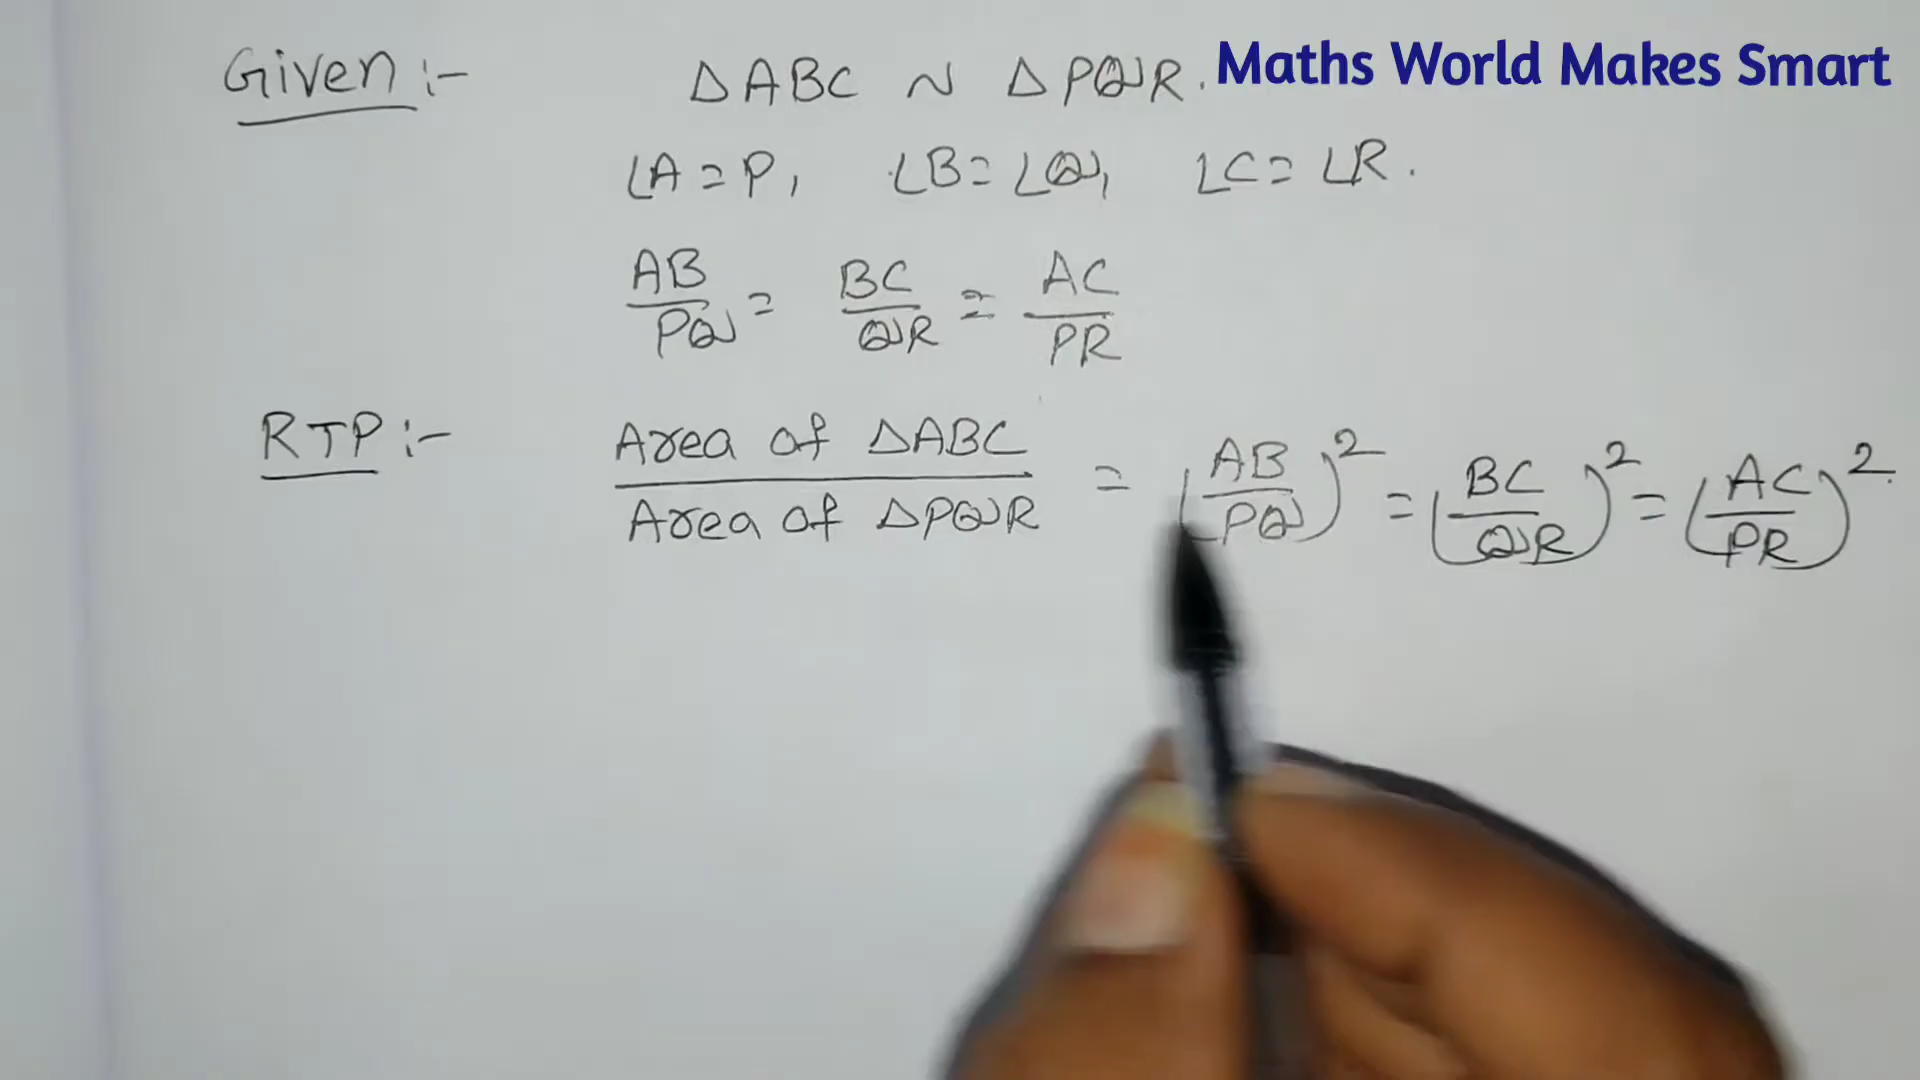 Given :- ΔABC ~ ΔPQR. Maths World Makes Smart
∠A = P, ∠B = ∠Q, ∠C = ∠R.
AB/PQ = BC/QR = AC/PR
RTP :- Area of ΔABC / Area of ΔPQR = (AB/PQ)² = (BC/QR)² = (AC/PR)².